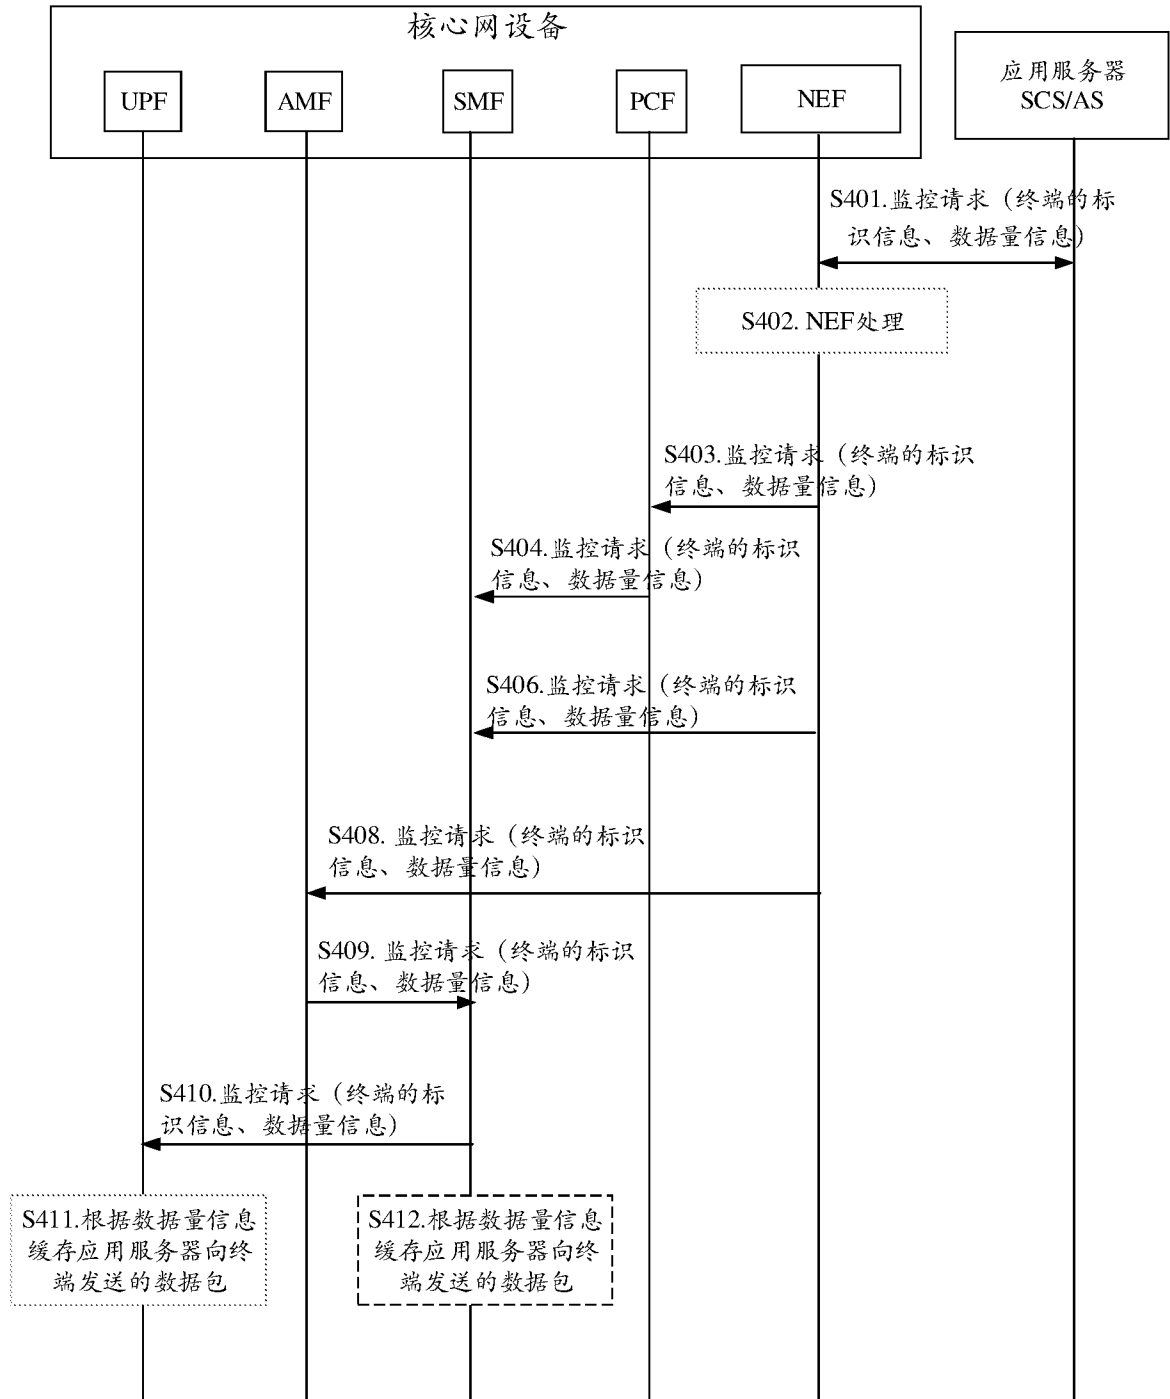 核心网设备
UPF
AMF
SMF
PCF
NEF
应用服务器
SCS/AS
S401.监控请求（终端的标
识信息、数据量信息）
S402. NEF处理
S403.监控请求（终端的标识
信息、数据量信息）
S404.监控请求（终端的标识
信息、数据量信息）
S406.监控请求（终端的标识
信息、数据量信息）
S408. 监控请求（终端的标识
信息、数据量信息）
S409. 监控请求（终端的标识
信息、数据量信息）
S410.监控请求（终端的标
识信息、数据量信息）
S411.根据数据量信息
缓存应用服务器向终
端发送的数据包
S412.根据数据量信息
缓存应用服务器向终
端发送的数据包